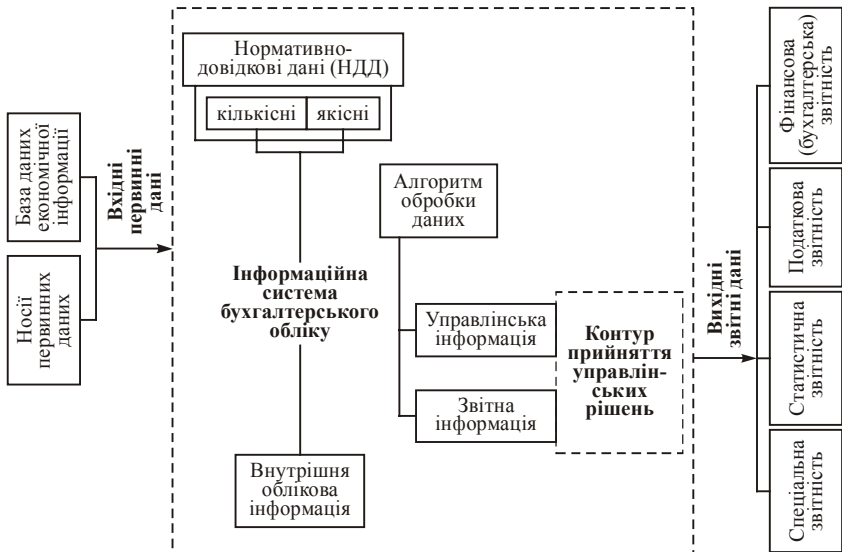 База даних
економічної
інформації
Носії
первинних
даних
Вхідні
первинні
дані
Нормативно-
довідкові дані (НДД)
кількісні
якісні
Інформаційна
система
бухгалтерського
обліку
Внутрішня
облікова
інформація
Алгоритм
обробки
даних
Управлінська
інформація
Звітна
інформація
Контур
прийняття
управлін-
ських
рішень
Вихідні
звітні дані
Фінансова
(бухгалтерська)
звітність
Податкова
звітність
Статистична
звітність
Спеціальна
звітність